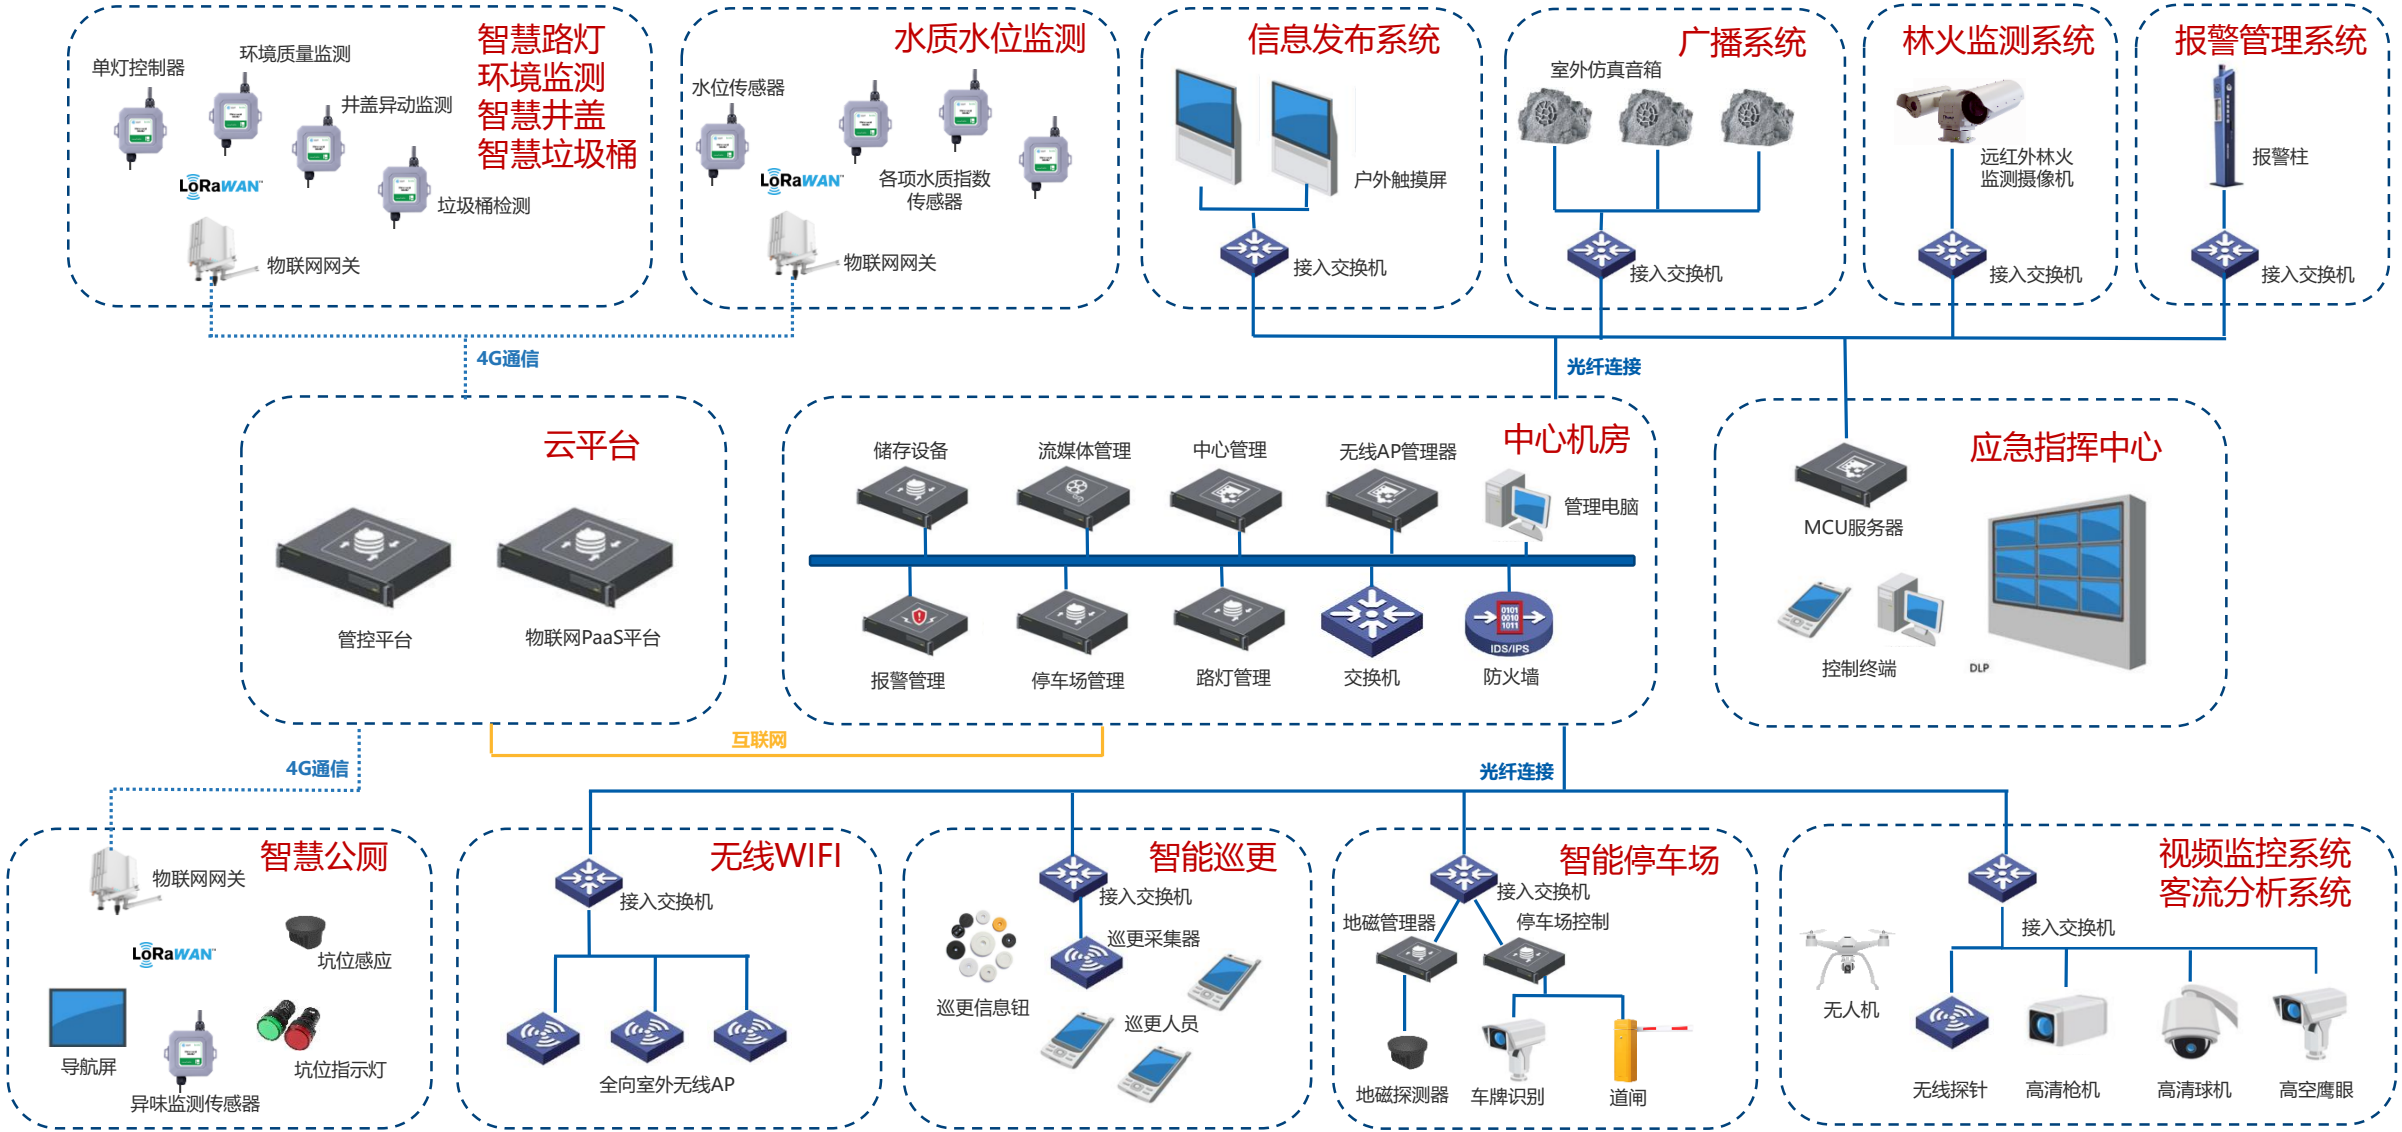 智慧路灯
环境监测
智慧井盖
智慧垃圾桶
单灯控制器
环境质量监测
井盖异动监测
垃圾桶检测
LoRaWAN™
物联网网关
水质水位监测
水位传感器
LoRaWAN™
各项水质指数
传感器
物联网网关
信息发布系统
户外触摸屏
接入交换机
广播系统
室外仿真音箱
接入交换机
林火监测系统
远红外林火
监测摄像机
接入交换机
报警管理系统
报警柱
接入交换机
4G通信
光纤连接
云平台
管控平台
物联网PaaS平台
中心机房
储存设备
流媒体管理
中心管理
无线AP管理器
管理电脑
报警管理
停车场管理
路灯管理
交换机
0101
0010
1011
IDS/IPS
防火墙
应急指挥中心
MCU服务器
控制终端
DLP
互联网
4G通信
光纤连接
智慧公厕
物联网网关
LoRaWAN™
坑位感应
导航屏
坑位指示灯
异味监测传感器
无线WIFI
接入交换机
全向室外无线AP
智能巡更
接入交换机
巡更采集器
巡更信息钮
巡更人员
智能停车场
接入交换机
地磁管理器
停车场控制
地磁探测器
车牌识别
道闸
视频监控系统
客流分析系统
接入交换机
无人机
无线探针
高清枪机
高清球机
高空鹰眼